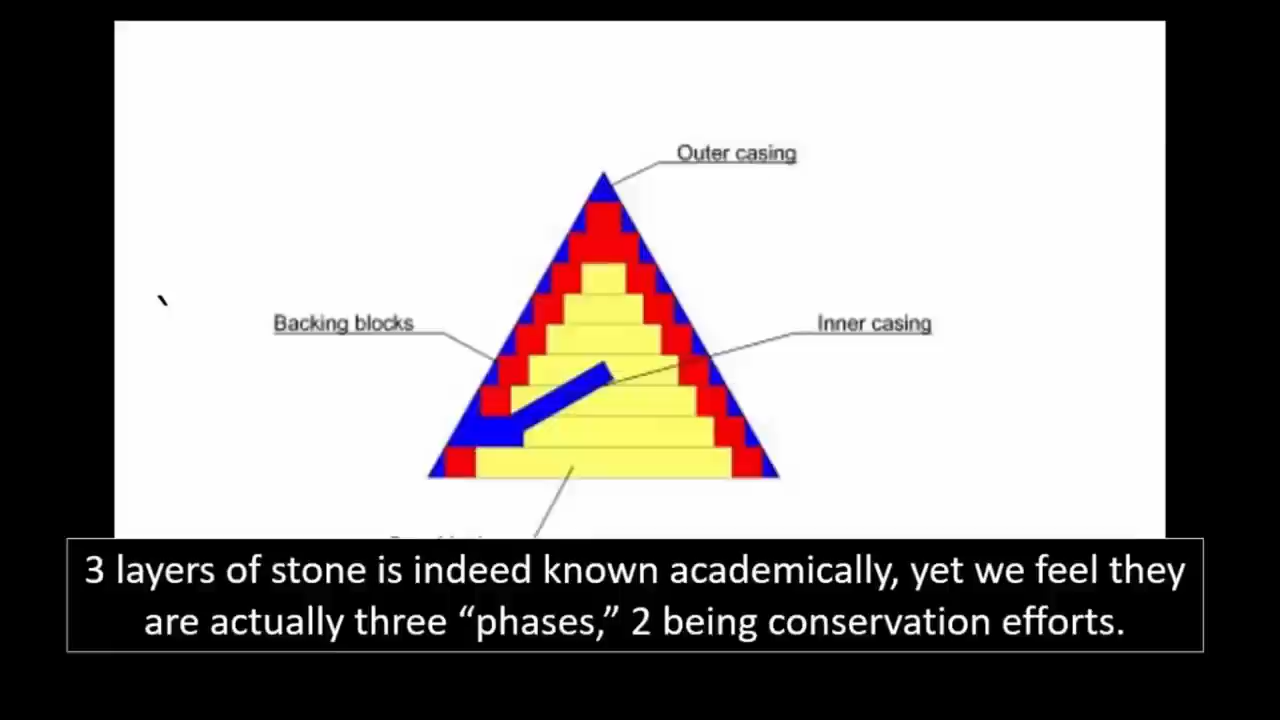 Outer casing
Backing blocks
Inner casing
3 layers of stone is indeed known academically, yet we feel they
are actually three “phases,” 2 being conservation efforts.